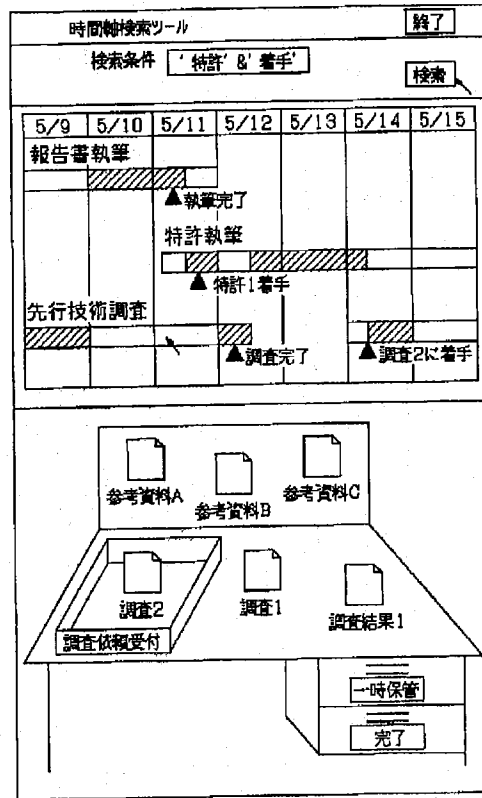 時間軸検索ツール
終了
検索条件
'特許'&'着手'
検索
5/9 5/10 5/11 5/12 5/13 5/14 5/15
報告書執筆
▲執筆完了
特許執筆
▲特許1着手
先行技術調査
▲調査完了
▲調査2に着手
参考資料A
参考資料B
参考資料C
調査2
調査1
調査結果1
調査依頼受付
一時保管
完了